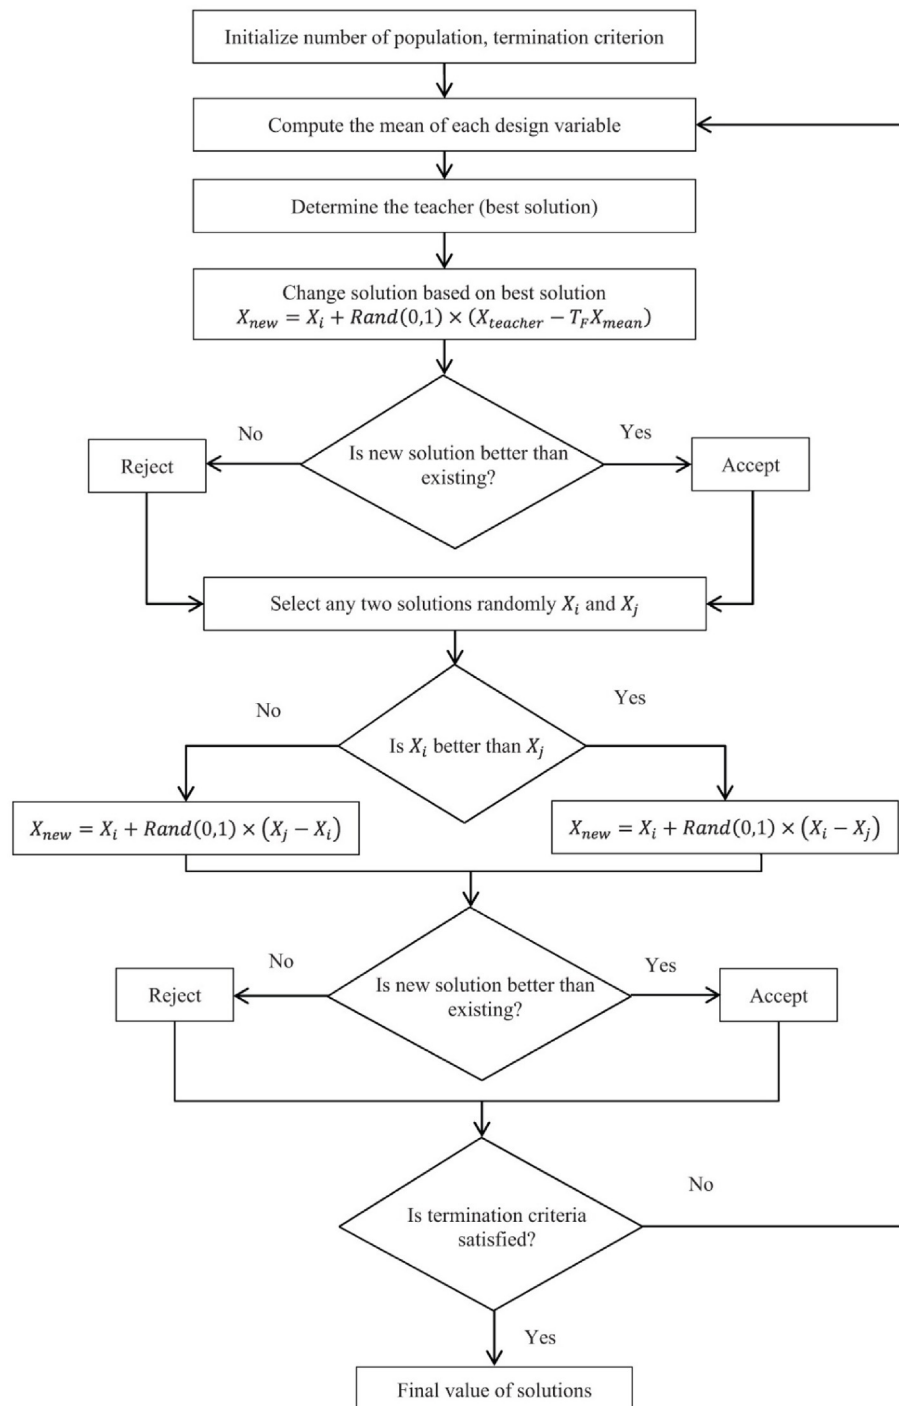 Initialize number of population, termination criterion
Compute the mean of each design variable
Determine the teacher (best solution)
Change solution based on best solution
X_new = X_i + Rand(0,1) × (X_teacher − T_F X_mean)
No
Yes
Reject
Is new solution better than
existing?
Accept
Select any two solutions randomly X_i and X_j
No
Yes
Is X_i better than X_j
X_new = X_i + Rand(0,1) × (X_j − X_i)
X_new = X_i + Rand(0,1) × (X_i − X_j)
No
Yes
Reject
Is new solution better than
existing?
Accept
No
Is termination criteria
satisfied?
Yes
Final value of solutions